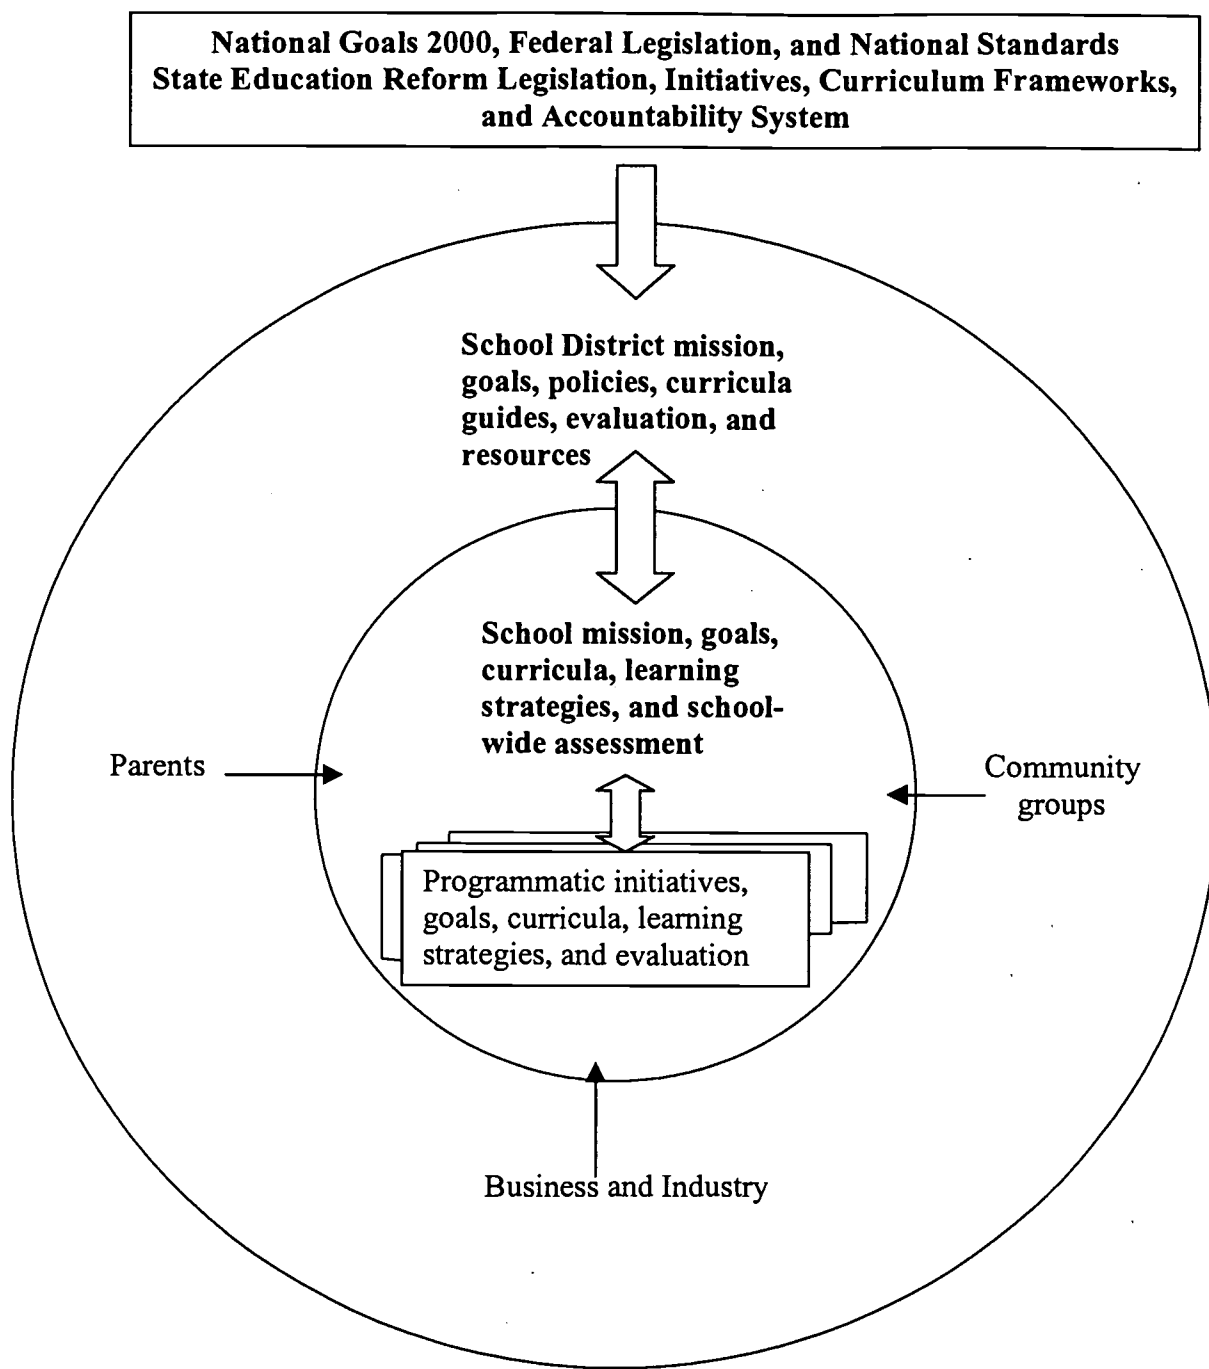 National Goals 2000, Federal Legislation, and National Standards
State Education Reform Legislation, Initiatives, Curriculum Frameworks,
and Accountability System
School District mission,
goals, policies, curricula
guides, evaluation, and
resources
School mission, goals,
curricula, learning
strategies, and school-
wide assessment
Parents
Community
groups
Programmatic initiatives,
goals, curricula, learning
strategies, and evaluation
Business and Industry